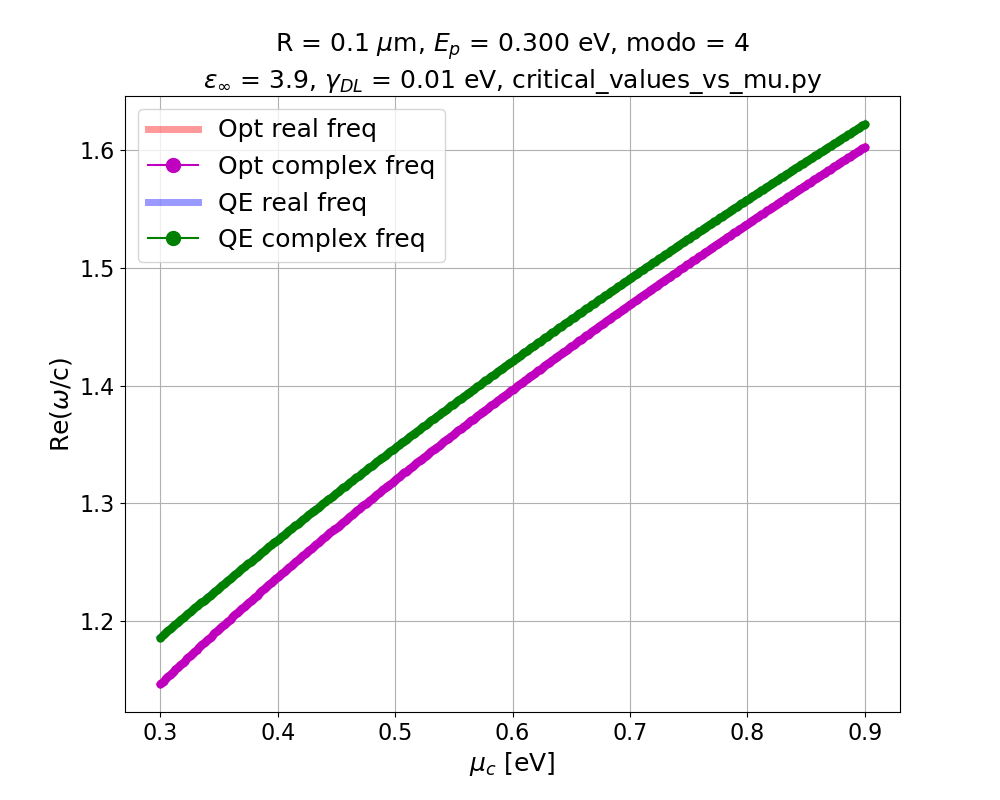 R = 0.1 μm, E_p = 0.300 eV, modo = 4
ε_∞ = 3.9, γ_DL = 0.01 eV, critical_values_vs_mu.py
Opt real freq
Opt complex freq
QE real freq
QE complex freq
1.6
1.5
1.4
1.3
1.2
Re(ω/c)
0.3 0.4 0.5 0.6 0.7 0.8 0.9
μ_c [eV]